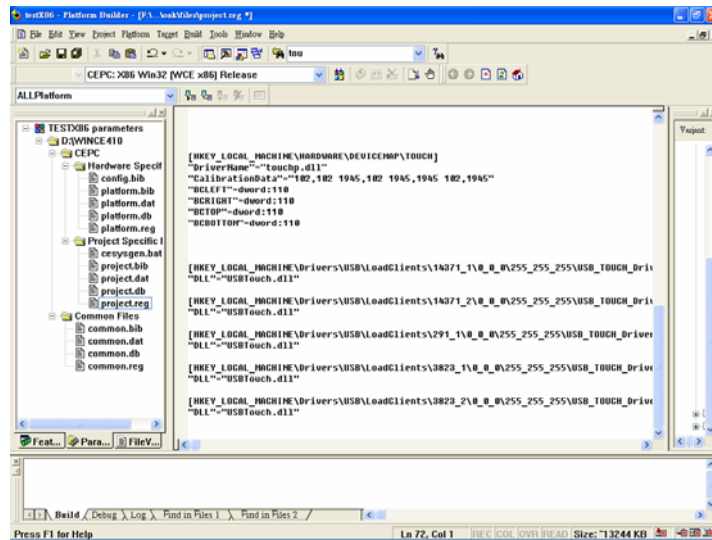 testX86 - Platform Builder - [F:\...\oak\files\project.reg *]
File Edit View Project Platform Target Build Tools Window Help
tou
CEPC: X86 Win32 (WCE x86) Release
ALLPlatform
TESTX86 parameters
D:\WINCE410
CEPC
Hardware Specif
config.bib
platform.bib
platform.dat
platform.db
platform.reg
Project Specific I
cesysgen.bat
project.bib
project.dat
project.db
project.reg
Common Files
common.bib
common.dat
common.db
common.reg
Feat... Para... FileV...
[HKEY_LOCAL_MACHINE\HARDWARE\DEVICEMAP\TOUCH]
"DriverName"="touchp.dll"
"CalibrationData"="102,102 1945,102 1945,1945 102,1945"
"BCLEFT"=dword:110
"BCRIGHT"=dword:110
"BCTOP"=dword:110
"BCBOTTOM"=dword:110
[HKEY_LOCAL_MACHINE\Drivers\USB\LoadClients\14371_1\0_0_0\255_255_255\USB_TOUCH_Driv
"DLL"="USBTouch.dll"
[HKEY_LOCAL_MACHINE\Drivers\USB\LoadClients\14371_2\0_0_0\255_255_255\USB_TOUCH_Driv
"DLL"="USBTouch.dll"
[HKEY_LOCAL_MACHINE\Drivers\USB\LoadClients\291_1\0_0_0\255_255_255\USB_TOUCH_Driver
"DLL"="USBTouch.dll"
[HKEY_LOCAL_MACHINE\Drivers\USB\LoadClients\3823_1\0_0_0\255_255_255\USB_TOUCH_Drive
"DLL"="USBTouch.dll"
[HKEY_LOCAL_MACHINE\Drivers\USB\LoadClients\3823_2\0_0_0\255_255_255\USB_TOUCH_Drive
"DLL"="USBTouch.dll"
Build Debug Log Find in Files 1 Find in Files 2
Press F1 for Help
Ln 72, Col 1 REC COL OVR READ Size: ~13244 KB